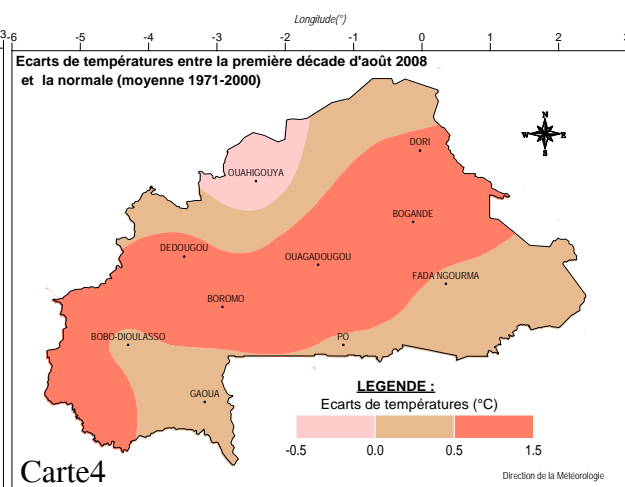 Longitude(°)
3 -6 -5 -4 -3 -2 -1 0 1 2 3
Ecarts de températures entre la première décade d'août 2008
et la normale (moyenne 1971-2000)
N
W E
S
DORI
OUAHIGOUYA
BOGANDE
DEDOUGOU
OUAGADOUGOU
FADA NGOURMA
BOROMO
BOBO-DIOULASSO
PO
GAOUA
LEGENDE :
Ecarts de températures (°C)
-0.5 0.0 0.5 1.5
Carte4
Direction de la Météorologie